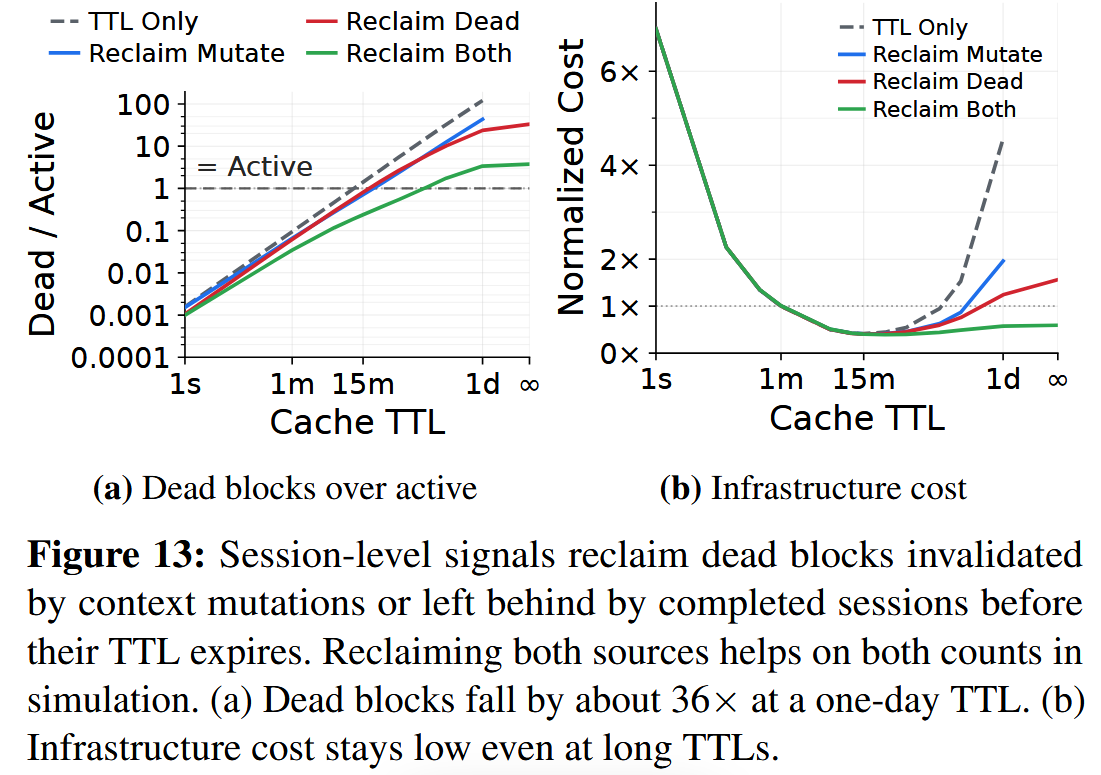 TTL Only
Reclaim Dead
Reclaim Mutate
Reclaim Both
Dead / Active
100
10
1
0.1
0.01
0.001
0.0001
= Active
1s
1m
15m
1d
∞
Cache TTL
TTL Only
Reclaim Mutate
Reclaim Dead
Reclaim Both
Normalized Cost
6×
4×
2×
1×
0×
1s
1m
15m
1d
∞
Cache TTL
(a) Dead blocks over active
(b) Infrastructure cost
Figure 13: Session-level signals reclaim dead blocks invalidated
by context mutations or left behind by completed sessions before
their TTL expires. Reclaiming both sources helps on both counts in
simulation. (a) Dead blocks fall by about 36× at a one-day TTL. (b)
Infrastructure cost stays low even at long TTLs.